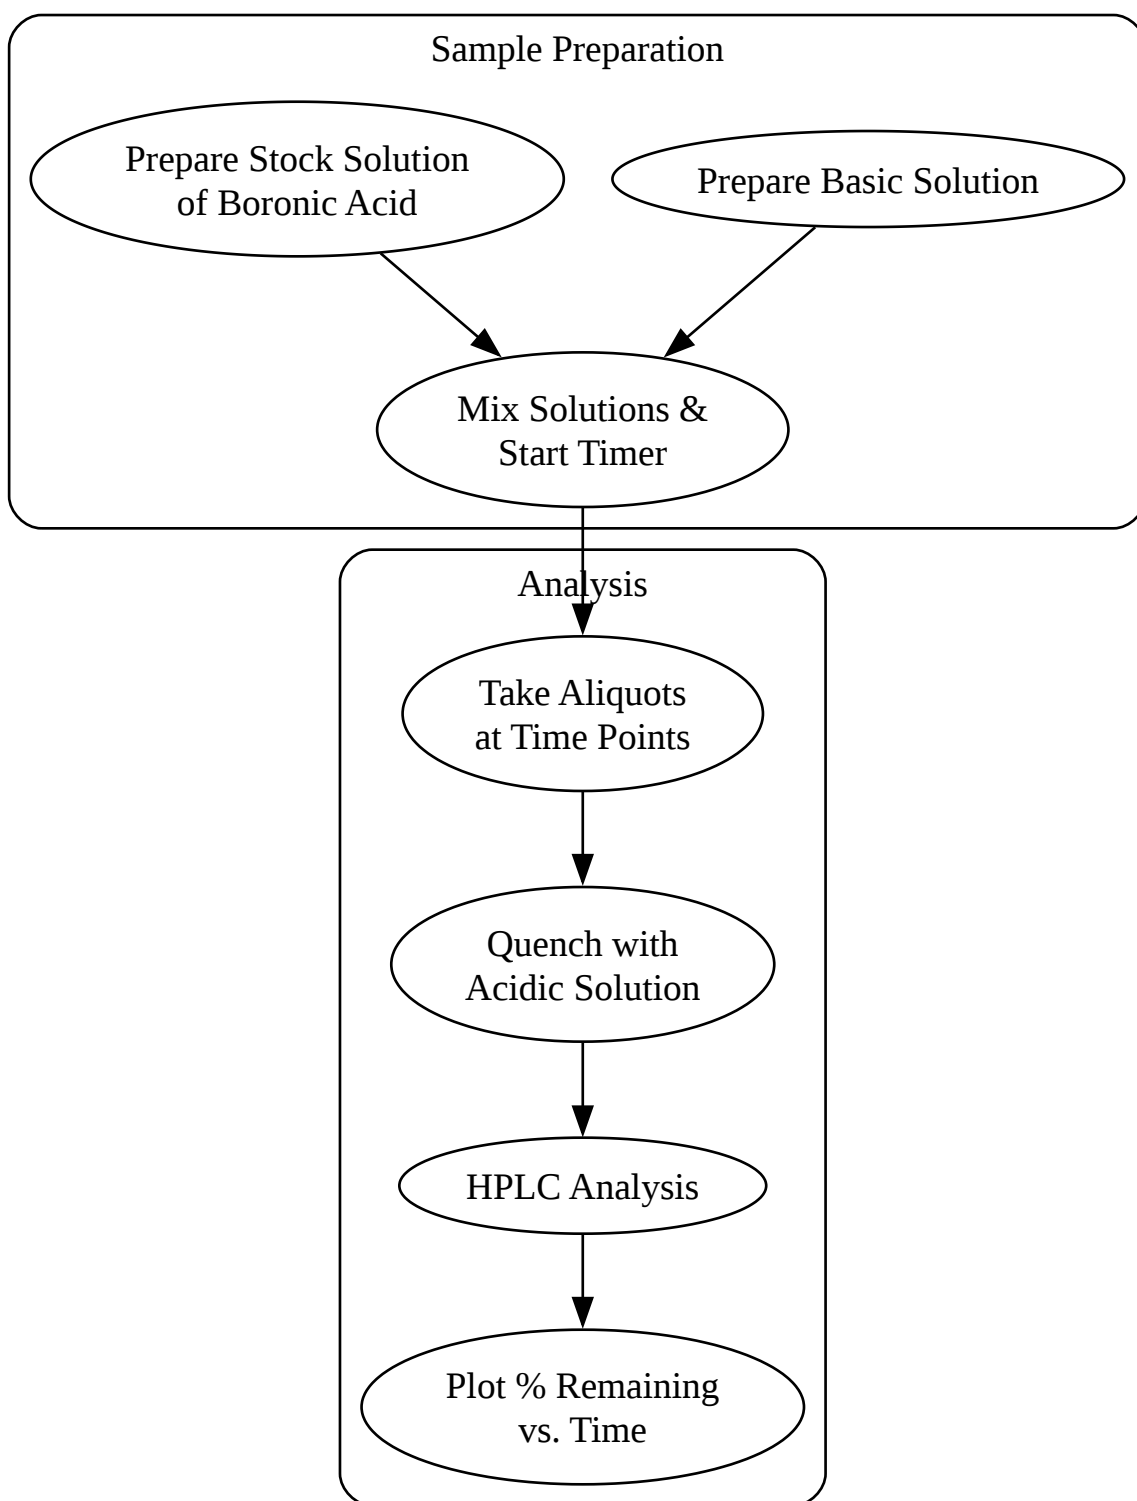 Sample Preparation
Prepare Stock Solution
of Boronic Acid
Prepare Basic Solution
Mix Solutions &
Start Timer
Analysis
Take Aliquots
at Time Points
Quench with
Acidic Solution
HPLC Analysis
Plot % Remaining
vs. Time